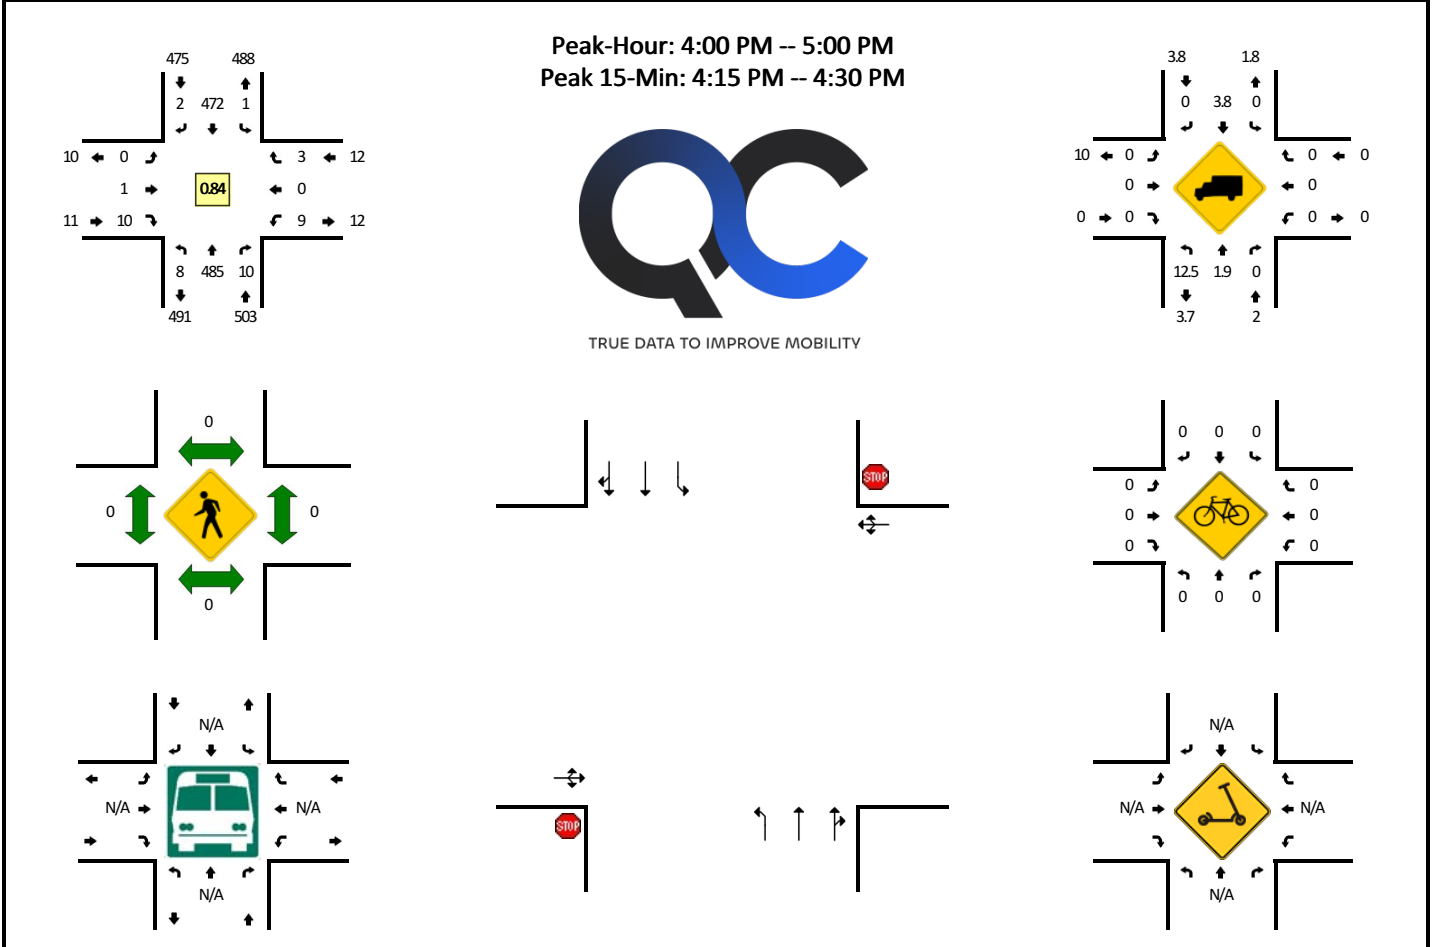 Peak-Hour: 4:00 PM -- 5:00 PM
Peak 15-Min: 4:15 PM -- 4:30 PM
475 488
2 472 1
10 0 3 12
1 0.84 0
11 10 9 12
8 485 10
491 503
3.8 1.8
0 3.8 0
10 0 0 0
0 0
0 0 0 0
12.5 1.9 0
3.7 2
QC
TRUE DATA TO IMPROVE MOBILITY
0
0 0
0
STOP
STOP
0 0 0
0 0
0 0
0 0
0 0 0
N/A
N/A N/A
N/A
N/A
N/A N/A
N/A